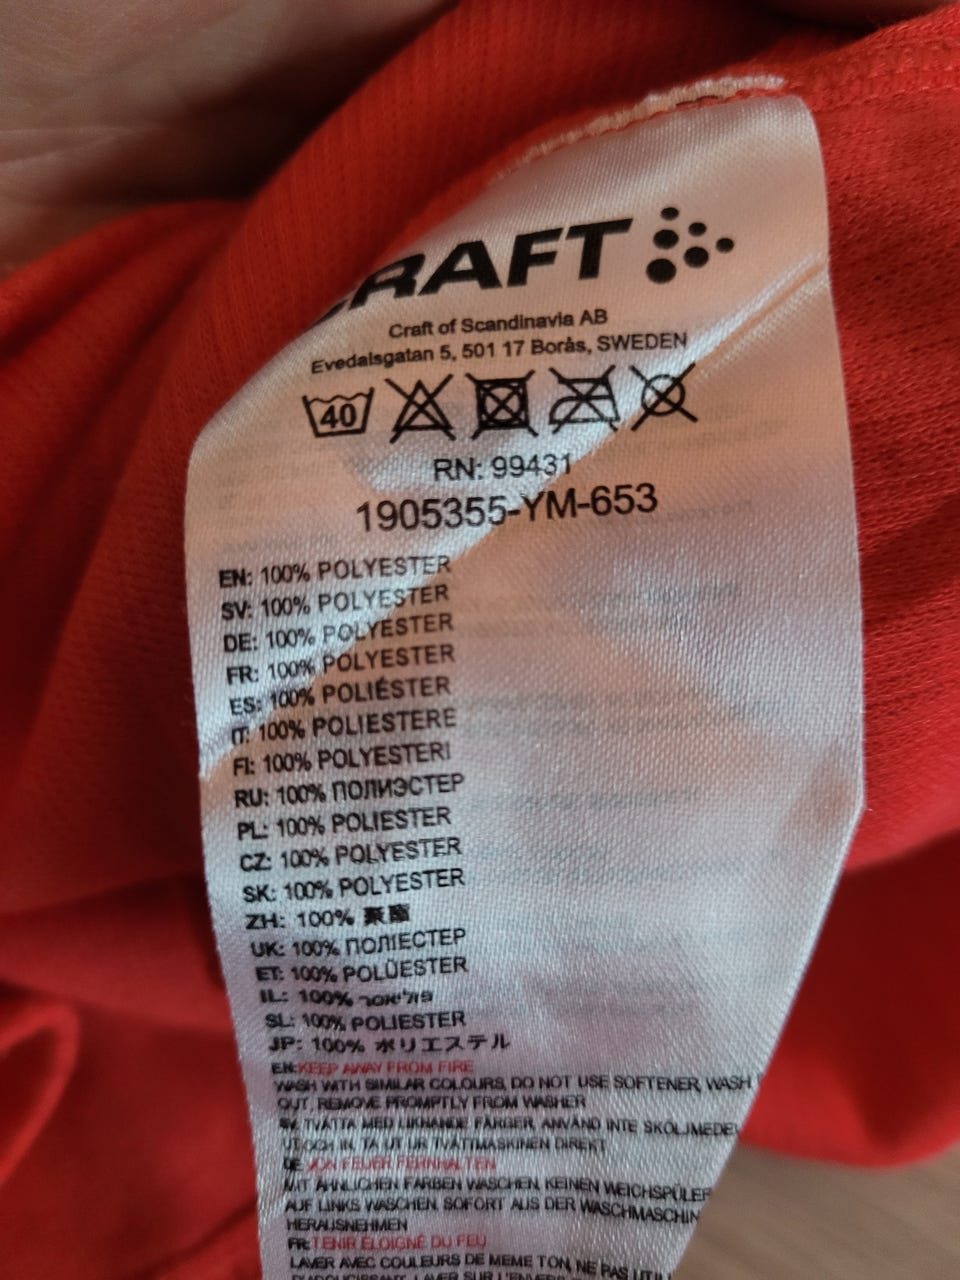 CRAFT
Craft of Scandinavia AB
Evedalsgatan 5, 501 17 Borås, SWEDEN
40
RN: 99431
1905355-YM-653
EN: 100% POLYESTER
SV: 100% POLYESTER
DE: 100% POLYESTER
FR: 100% POLYESTER
ES: 100% POLIÉSTER
IT: 100% POLIESTERE
FI: 100% POLYESTERI
RU: 100% ПОЛИЭСТЕР
PL: 100% POLIESTER
CZ: 100% POLYESTER
SK: 100% POLYESTER
ZH: 100% 聚酯
UK: 100% ПОЛІЕСТЕР
ET: 100% POLÜESTER
IL: 100% פוליאסר
SL: 100% POLIESTER
JP: 100% ポリエステル
EN:KEEP AWAY FROM FIRE
WASH WITH SIMILAR COLOURS, DO NOT USE SOFTENER, WASH
OUT, REMOVE PROMPTLY FROM WASHER
SV: TVÄTTA MED LIKNANDE FÄRGER, ANVÄND INTE SKÖLJMEDEL
UT OCH IN, TA UT UR TVÄTTMASKINEN DIREKT
DE:VON FEUER FERNHALTEN
MIT ÄHNLICHEN FARBEN WASCHEN, KEINEN WEICHSPÜLER
AUF LINKS WASCHEN, SOFORT AUS DER WASCHMASCHIN
HERAUSNEHMEN
FR:TENIR ÉLOIGNÉ DU FEU
LAVER AVEC COULEURS DE MEME TON, NE PAS UTILI
D'ADOUCISSANT, LAVER SUR L'ENVERS